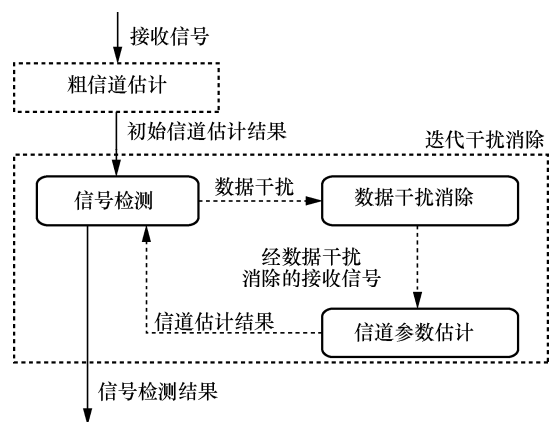 接收信号
粗信道估计
初始信道估计结果
迭代干扰消除
信号检测
数据干扰
数据干扰消除
经数据干扰
消除的接收信号
信道估计结果
信道参数估计
信号检测结果